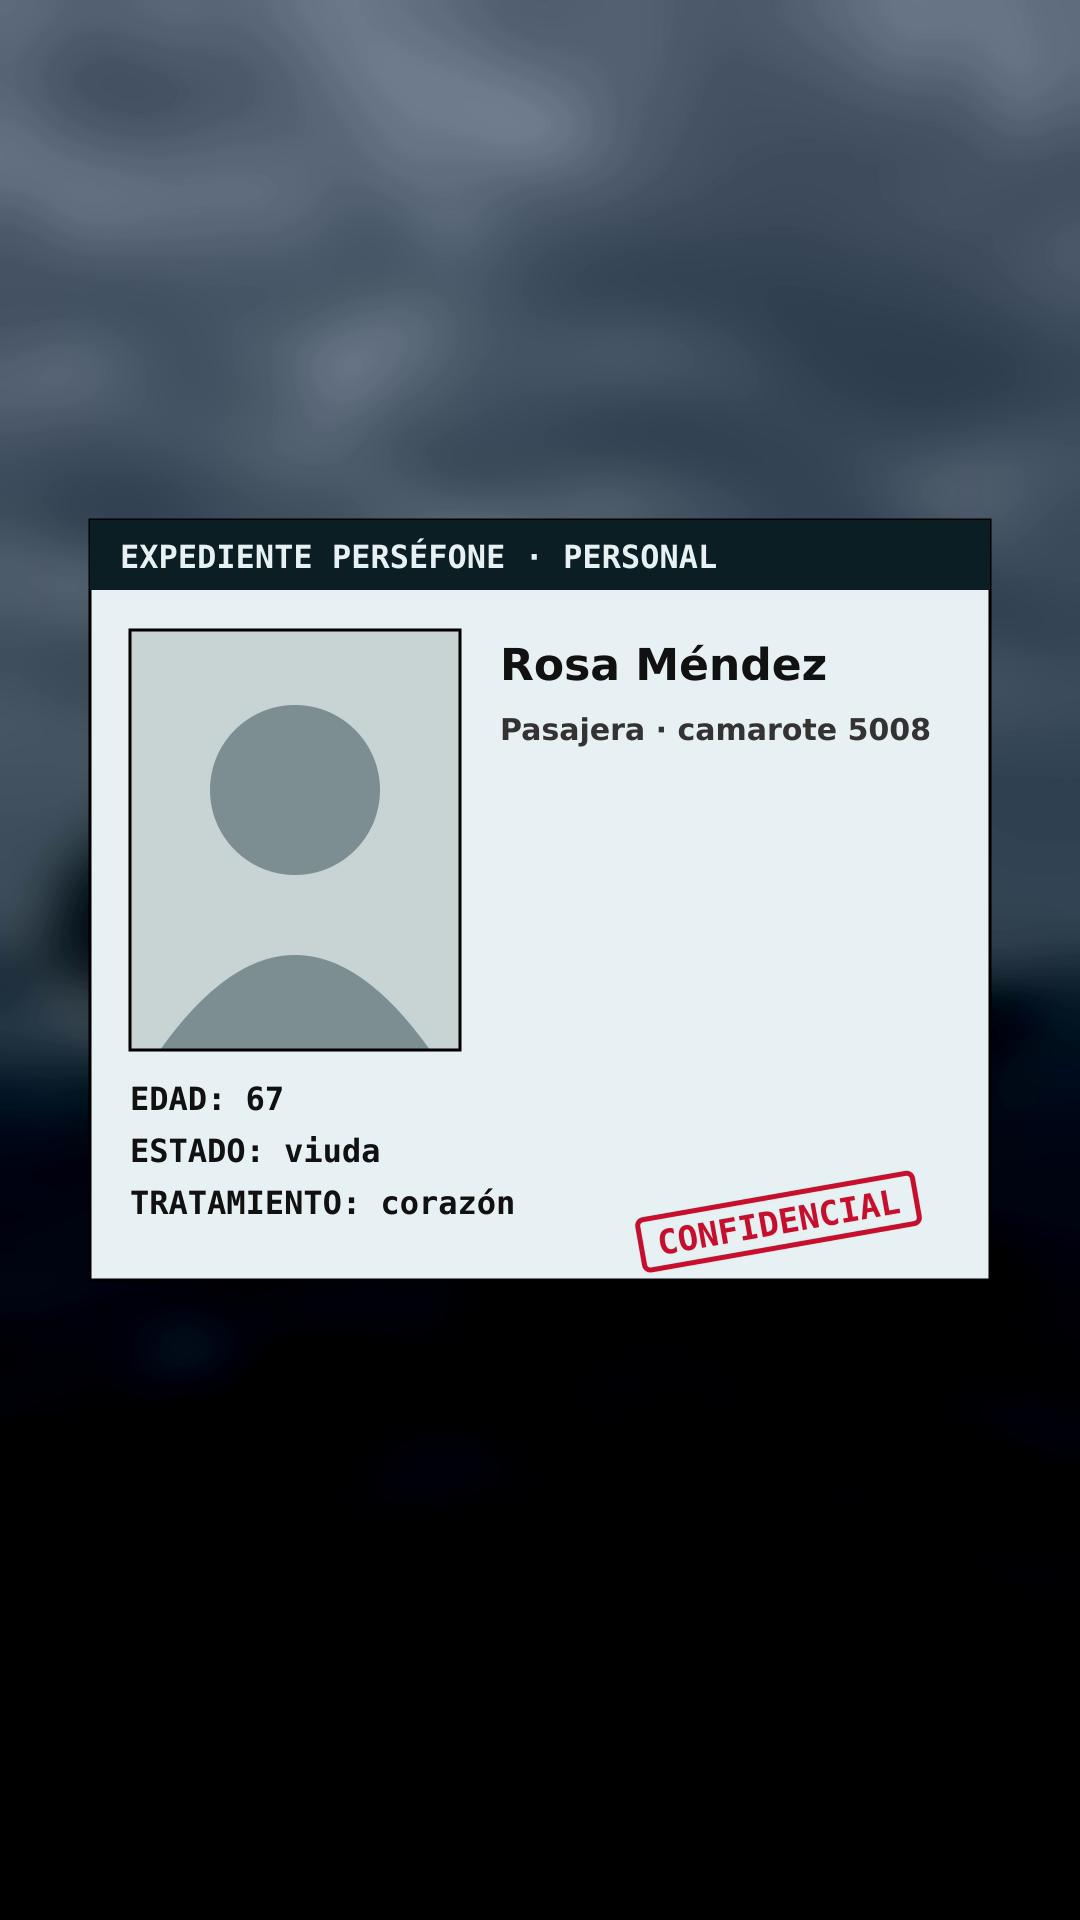 EXPEDIENTE PERSÉFONE · PERSONAL
Rosa Méndez
Pasajera · camarote 5008
EDAD: 67
ESTADO: viuda
TRATAMIENTO: corazón
CONFIDENCIAL